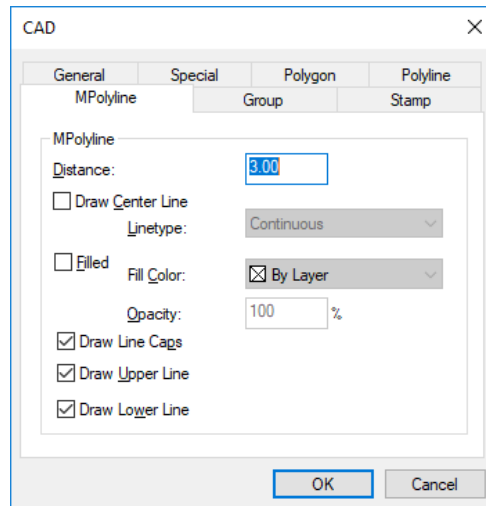 CAD
General Special Polygon Polyline
MPolyline Group Stamp
MPolyline
Distance: 3.00
Draw Center Line
Linetype: Continuous
Filled
Fill Color: By Layer
Opacity: 100 %
Draw Line Caps
Draw Upper Line
Draw Lower Line
OK Cancel